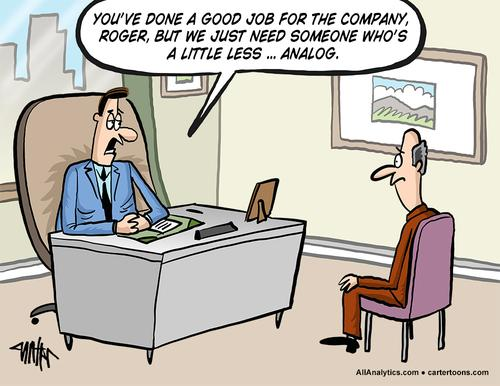 YOU'VE DONE A GOOD JOB FOR THE COMPANY,
ROGER, BUT WE JUST NEED SOMEONE WHO'S
A LITTLE LESS ... ANALOG.
AllAnalytics.com • cartertoons.com